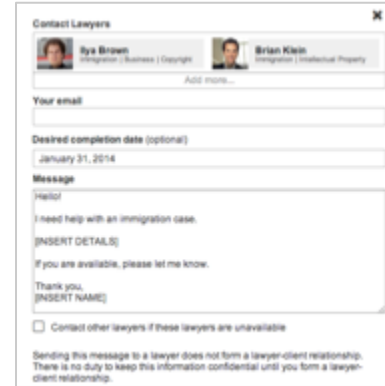 Contact Lawyers
Ilya Brown
Immigration | Business | Copyright
Brian Klein
Immigration | Intellectual Property
Add more...
Your email
Desired completion date (optional)
January 31, 2014
Message
Hello!
I need help with an immigration case.
[INSERT DETAILS]
If you are available, please let me know.
Thank you,
[INSERT NAME]
Contact other lawyers if these lawyers are unavailable
Sending this message to a lawyer does not form a lawyer-client relationship.
There is no duty to keep this information confidential until you form a lawyer-
client relationship.